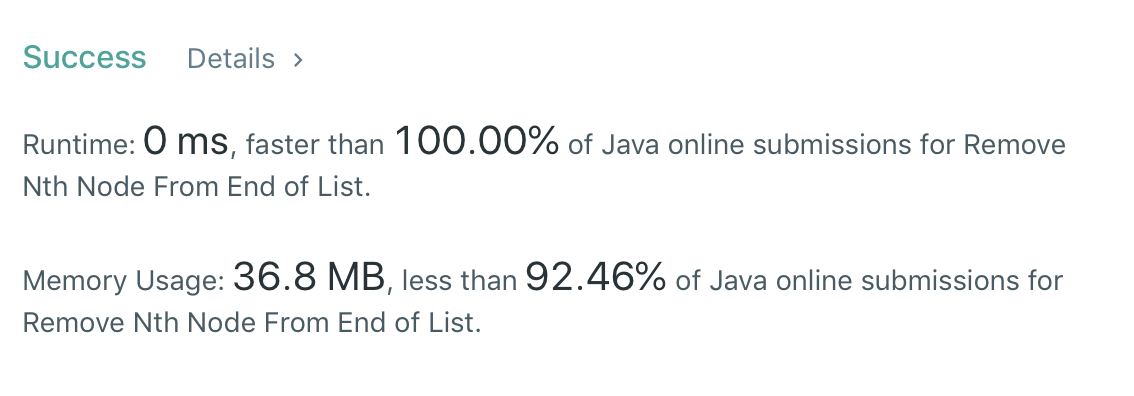 Success Details >
Runtime: 0 ms, faster than 100.00% of Java online submissions for Remove
Nth Node From End of List.
Memory Usage: 36.8 MB, less than 92.46% of Java online submissions for
Remove Nth Node From End of List.